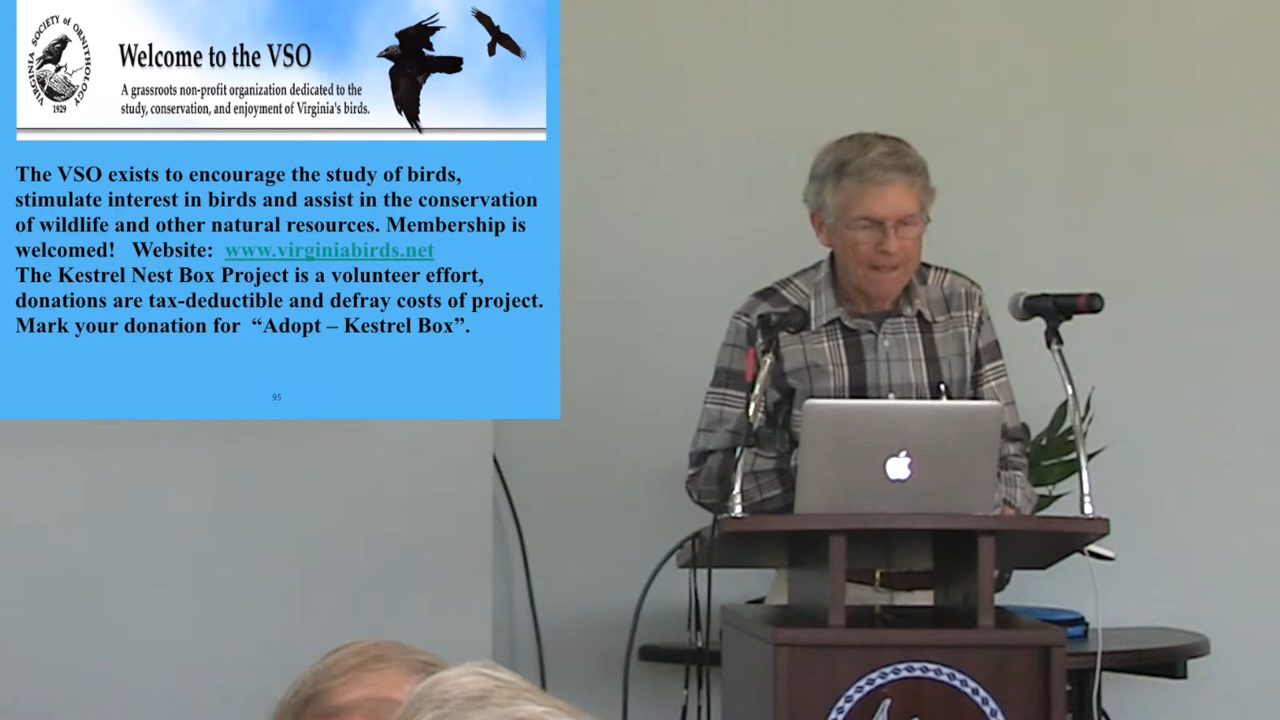 VIRGINIA SOCIETY of ORNITHOLOGY
1929
Welcome to the VSO
A grassroots non-profit organization dedicated to the
study, conservation, and enjoyment of Virginia's birds.
The VSO exists to encourage the study of birds,
stimulate interest in birds and assist in the conservation
of wildlife and other natural resources. Membership is
welcomed!   Website:  www.virginiabirds.net
The Kestrel Nest Box Project is a volunteer effort,
donations are tax-deductible and defray costs of project.
Mark your donation for  “Adopt – Kestrel Box”.
95